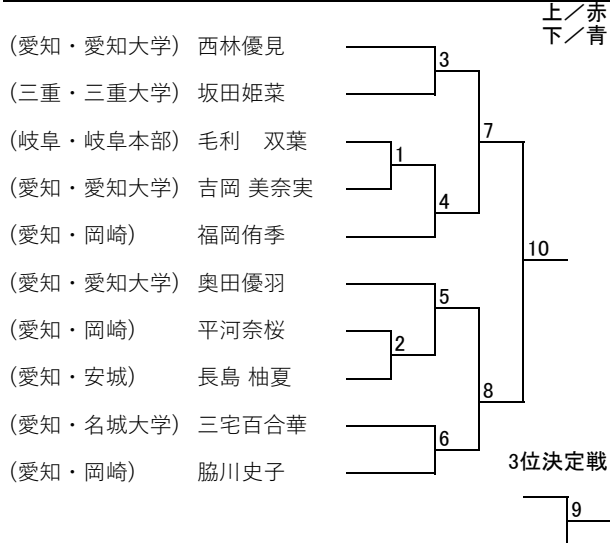 上／赤
下／青
(愛知・愛知大学) 西林優見
3
(三重・三重大学) 坂田姫菜
7
(岐阜・岐阜本部) 毛利　双葉
1
(愛知・愛知大学) 吉岡 美奈実
4
(愛知・岡崎) 福岡侑季
10
(愛知・愛知大学) 奥田優羽
5
(愛知・岡崎) 平河奈桜
2
(愛知・安城) 長島 柚夏
8
(愛知・名城大学) 三宅百合華
6
(愛知・岡崎) 脇川史子
3位決定戦
9